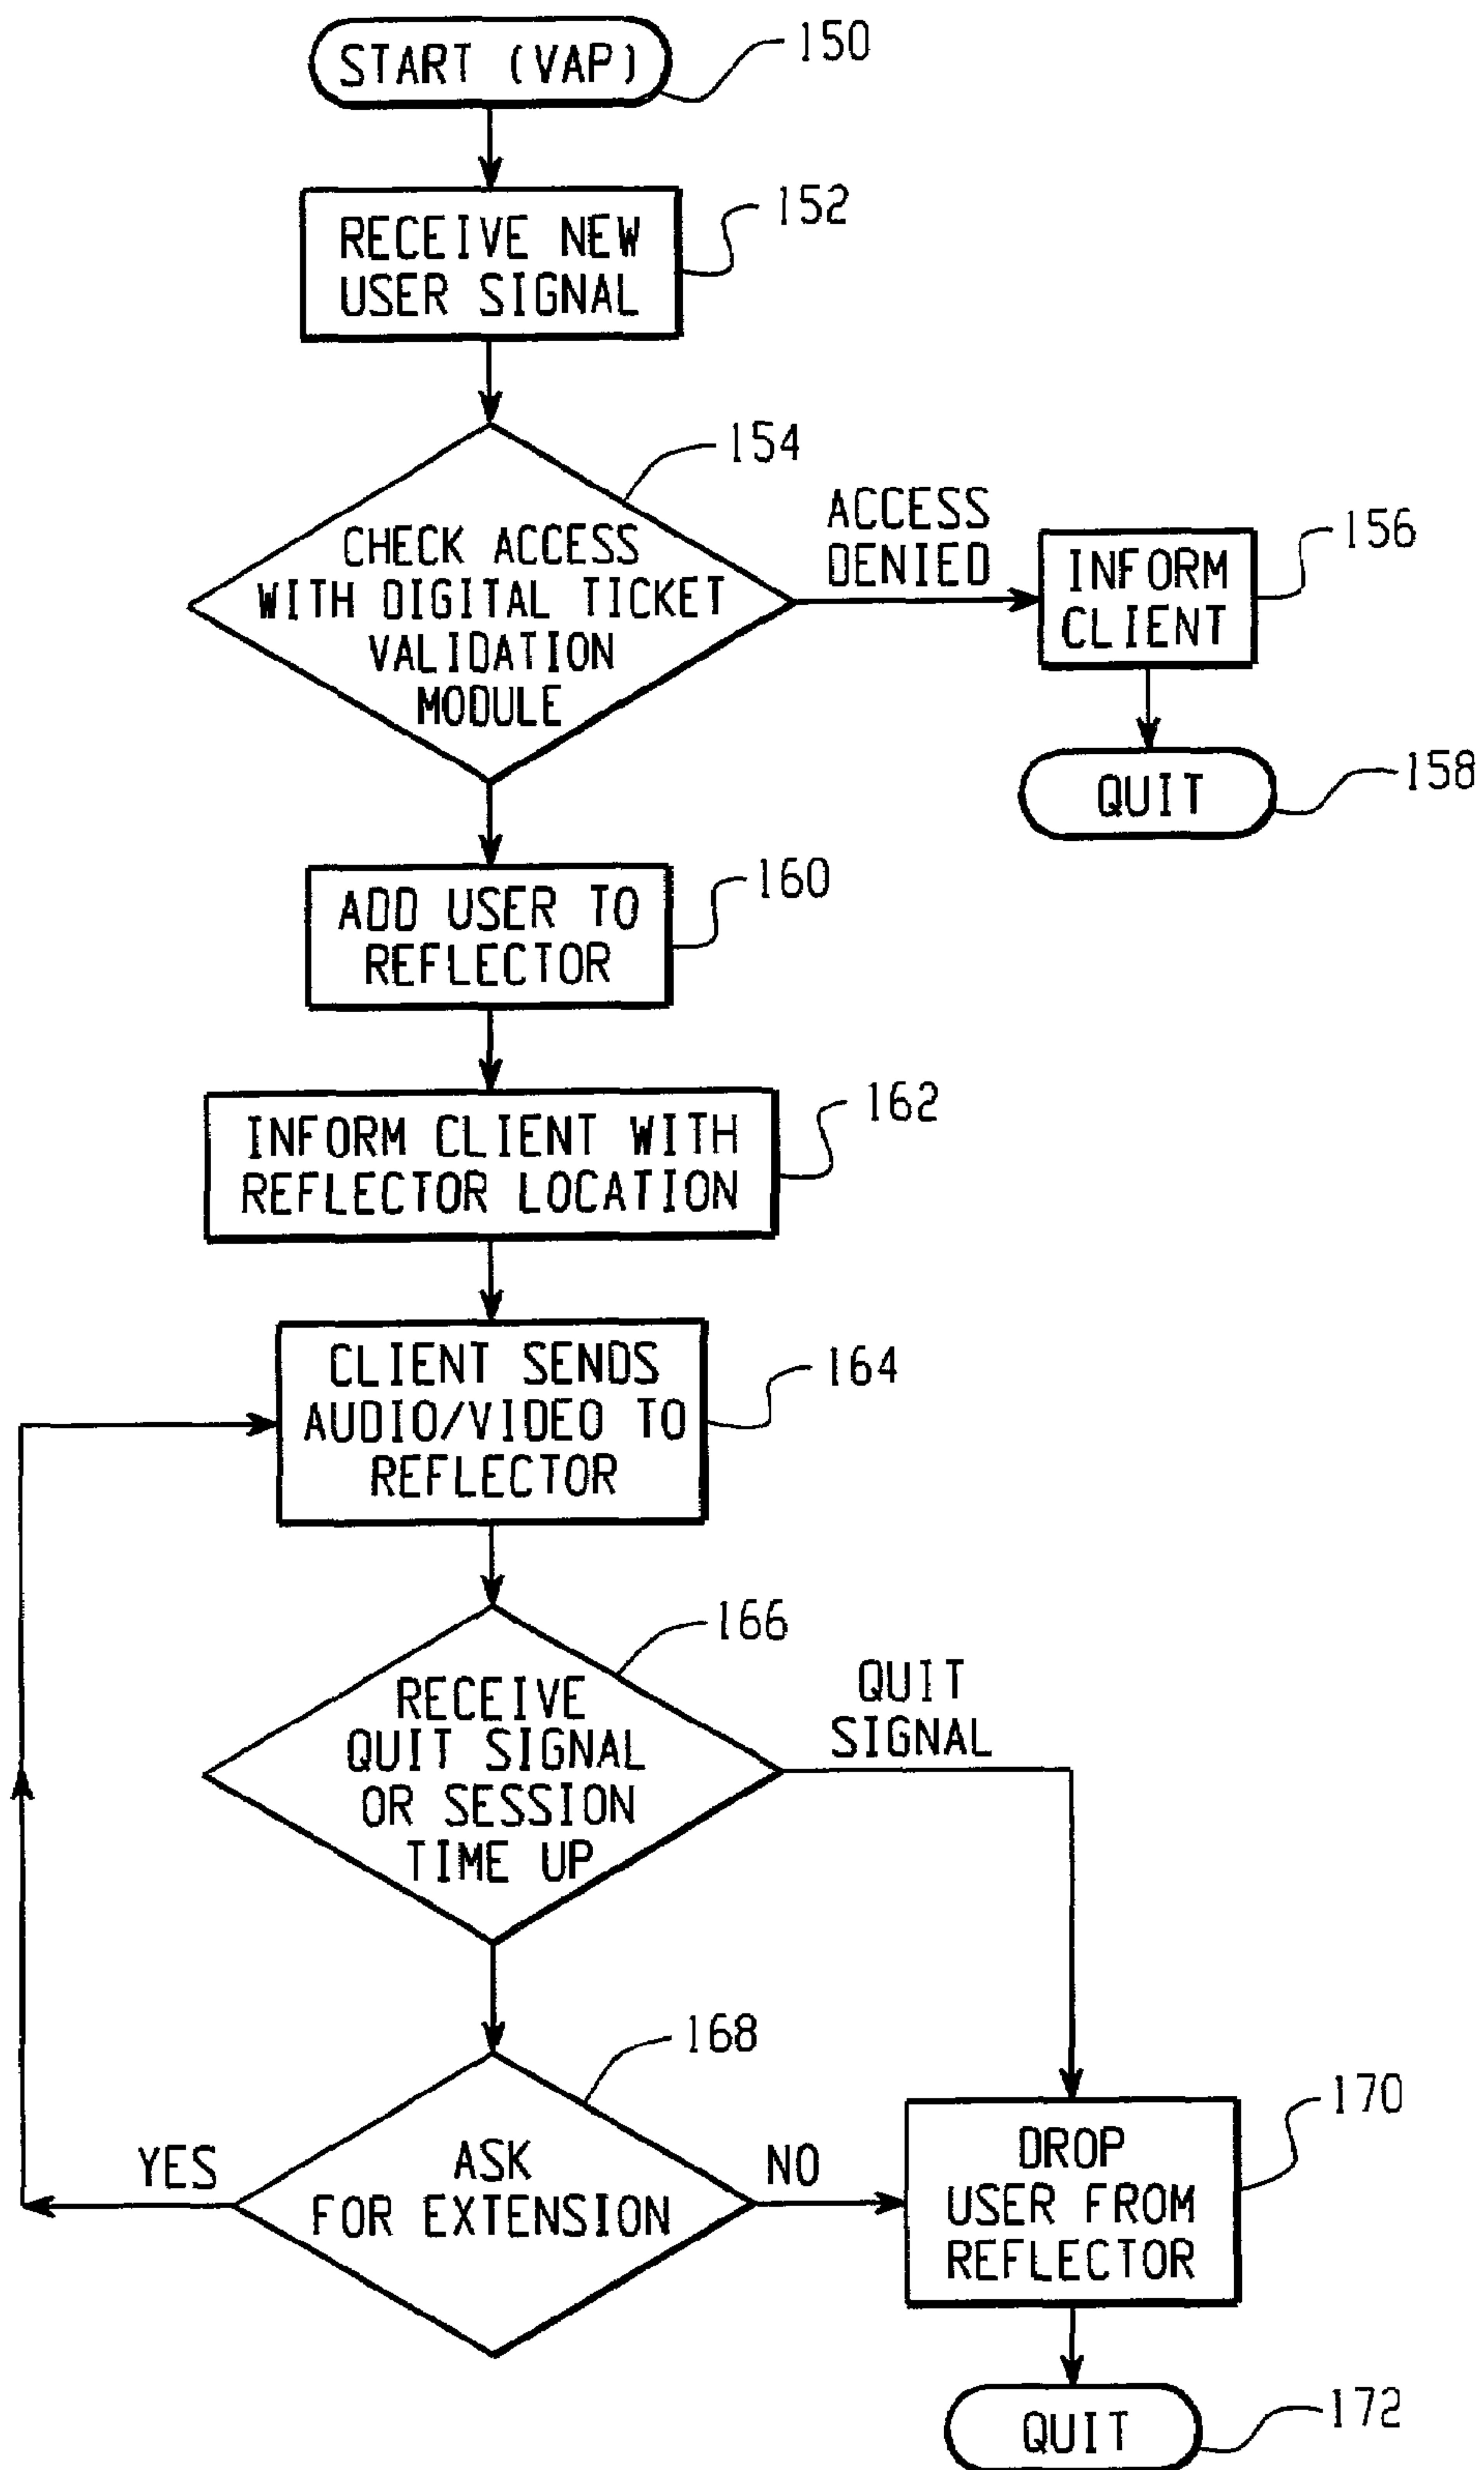 START (VAP)
150
RECEIVE NEW
USER SIGNAL
152
CHECK ACCESS
WITH DIGITAL TICKET
VALIDATION
MODULE
154
ACCESS
DENIED
INFORM
CLIENT
156
QUIT
158
ADD USER TO
REFLECTOR
160
INFORM CLIENT WITH
REFLECTOR LOCATION
162
CLIENT SENDS
AUDIO/VIDEO TO
REFLECTOR
164
RECEIVE
QUIT SIGNAL
OR SESSION
TIME UP
166
QUIT
SIGNAL
ASK
FOR EXTENSION
168
YES
NO
DROP
USER FROM
REFLECTOR
170
QUIT
172